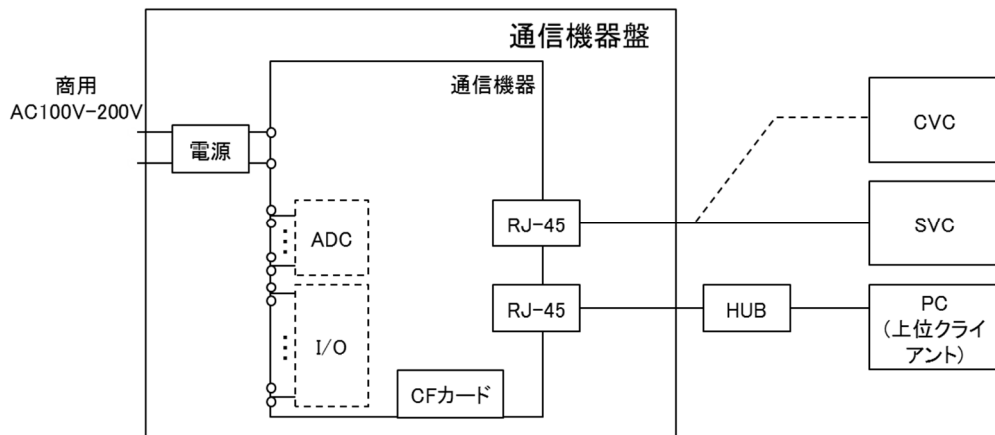 通信機器盤
商用
AC100V-200V
電源
通信機器
ADC
I/O
RJ-45
RJ-45
CFカード
CVC
SVC
HUB
PC
(上位クライ
アント)